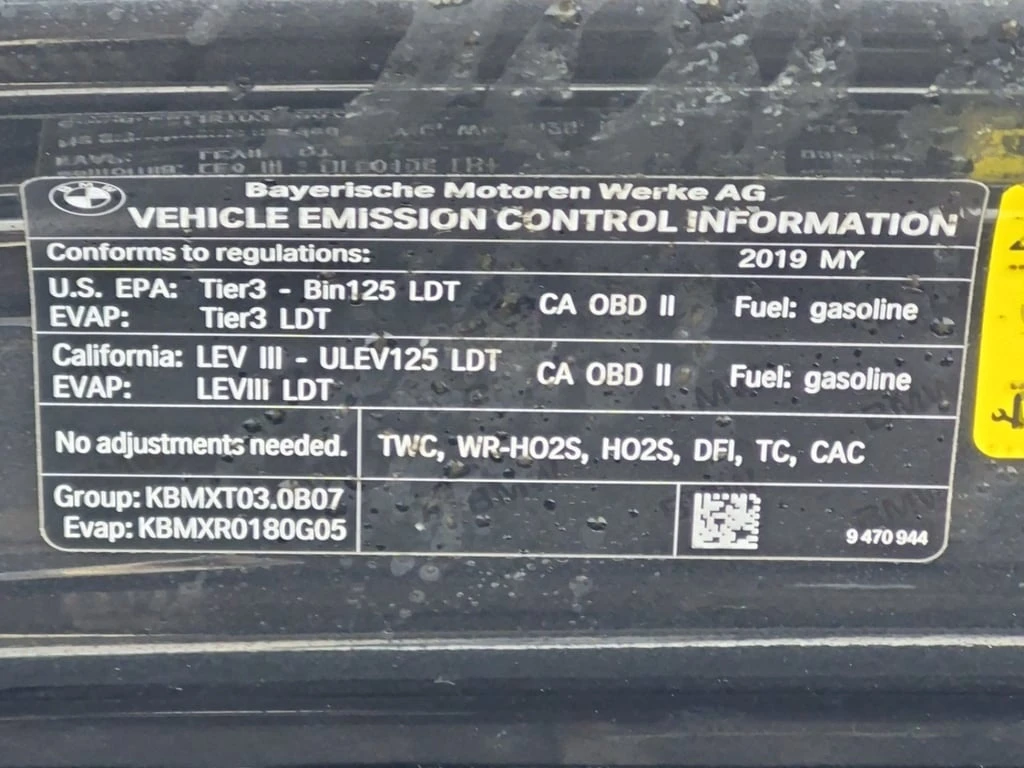 Bayerische Motoren Werke AG
VEHICLE EMISSION CONTROL INFORMATION
Conforms to regulations: 2019 MY
U.S. EPA: Tier3 - Bin125 LDT
EVAP: Tier3 LDT
CA OBD II Fuel: gasoline
California: LEV III - ULEV125 LDT
EVAP: LEVIII LDT
CA OBD II Fuel: gasoline
No adjustments needed. TWC, WR-HO2S, HO2S, DFI, TC, CAC
Group: KBMXT03.0B07
Evap: KBMXR0180G05
9 470 944